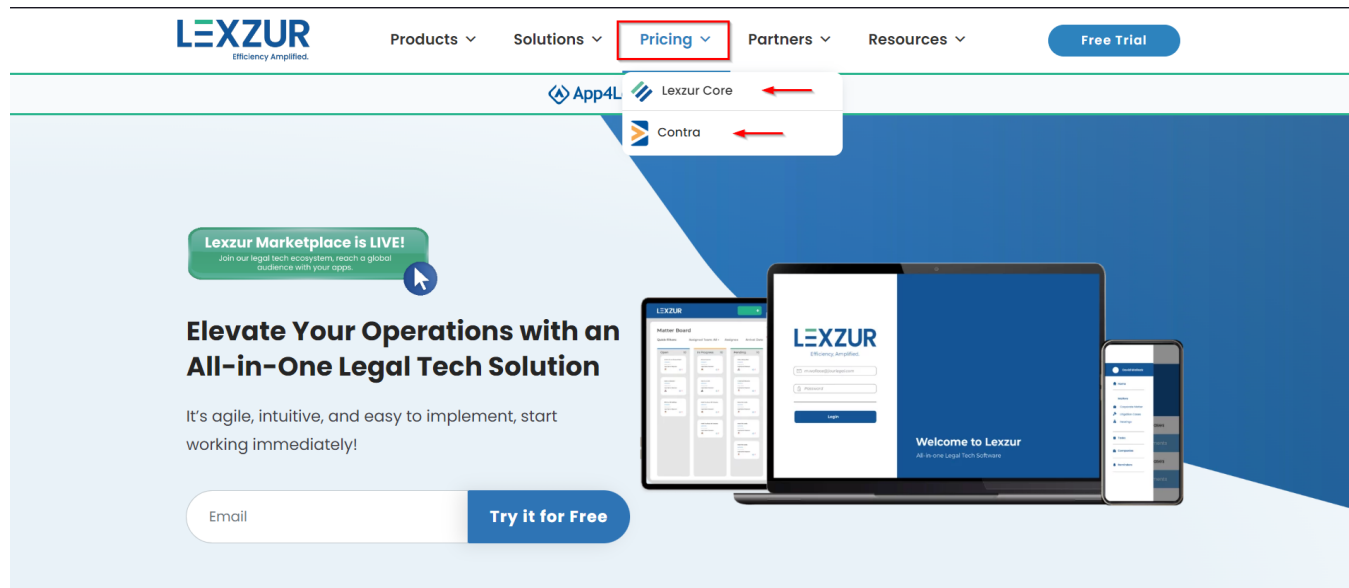 LEXZUR
Efficiency Amplified.
Products
Solutions
Pricing
Partners
Resources
Free Trial
App4L
Lexzur Core
Contra
Lexzur Marketplace is LIVE!
Join our legal tech ecosystem, reach a global
audience with your apps.
Elevate Your Operations with an
All-in-One Legal Tech Solution
It's agile, intuitive, and easy to implement, start
working immediately!
Email
Try it for Free
LEXZUR
Matter Board
LEXZUR
Efficiency Amplified.
Password
Login
Welcome to Lexzur
All-in-one Legal Tech Software